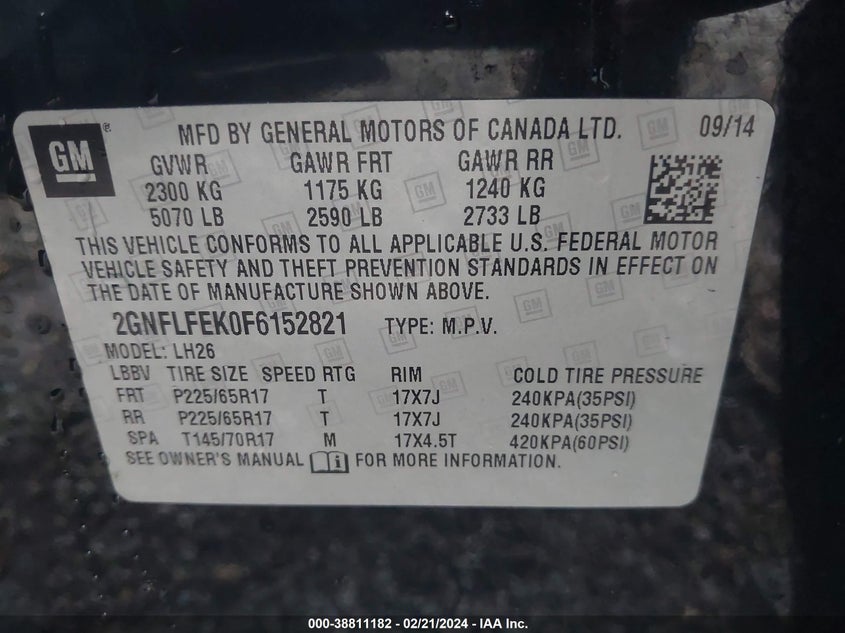 GM ® MFD BY GENERAL MOTORS OF CANADA LTD. 09/14
GVWR GAWR FRT GAWR RR
2300 KG 1175 KG 1240 KG
5070 LB 2590 LB 2733 LB
THIS VEHICLE CONFORMS TO ALL APPLICABLE U.S. FEDERAL MOTOR
VEHICLE SAFETY AND THEFT PREVENTION STANDARDS IN EFFECT ON
THE DATE OF MANUFACTURE SHOWN ABOVE.
2GNFLFEK0F6152821 TYPE: M.P.V.
MODEL: LH26
LBBV TIRE SIZE SPEED RTG RIM COLD TIRE PRESSURE
FRT P225/65R17 T 17X7J 240KPA(35PSI)
RR P225/65R17 T 17X7J 240KPA(35PSI)
SPA T145/70R17 M 17X4.5T 420KPA(60PSI)
SEE OWNER'S MANUAL i FOR MORE INFORMATION.
000-38811182 - 02/21/2024 - IAA Inc.